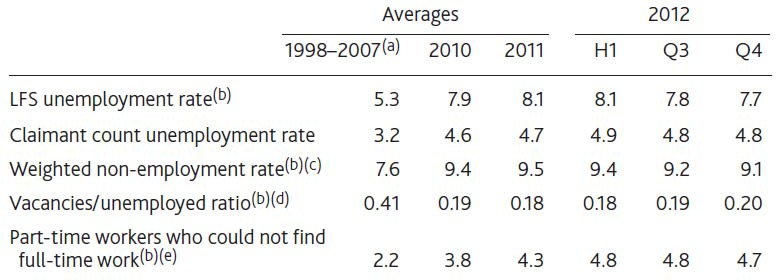 Averages 2012
1998–2007(a) 2010 2011 H1 Q3 Q4
LFS unemployment rate(b) 5.3 7.9 8.1 8.1 7.8 7.7
Claimant count unemployment rate 3.2 4.6 4.7 4.9 4.8 4.8
Weighted non-employment rate(b)(c) 7.6 9.4 9.5 9.4 9.2 9.1
Vacancies/unemployed ratio(b)(d) 0.41 0.19 0.18 0.18 0.19 0.20
Part-time workers who could not find
full-time work(b)(e) 2.2 3.8 4.3 4.8 4.8 4.7